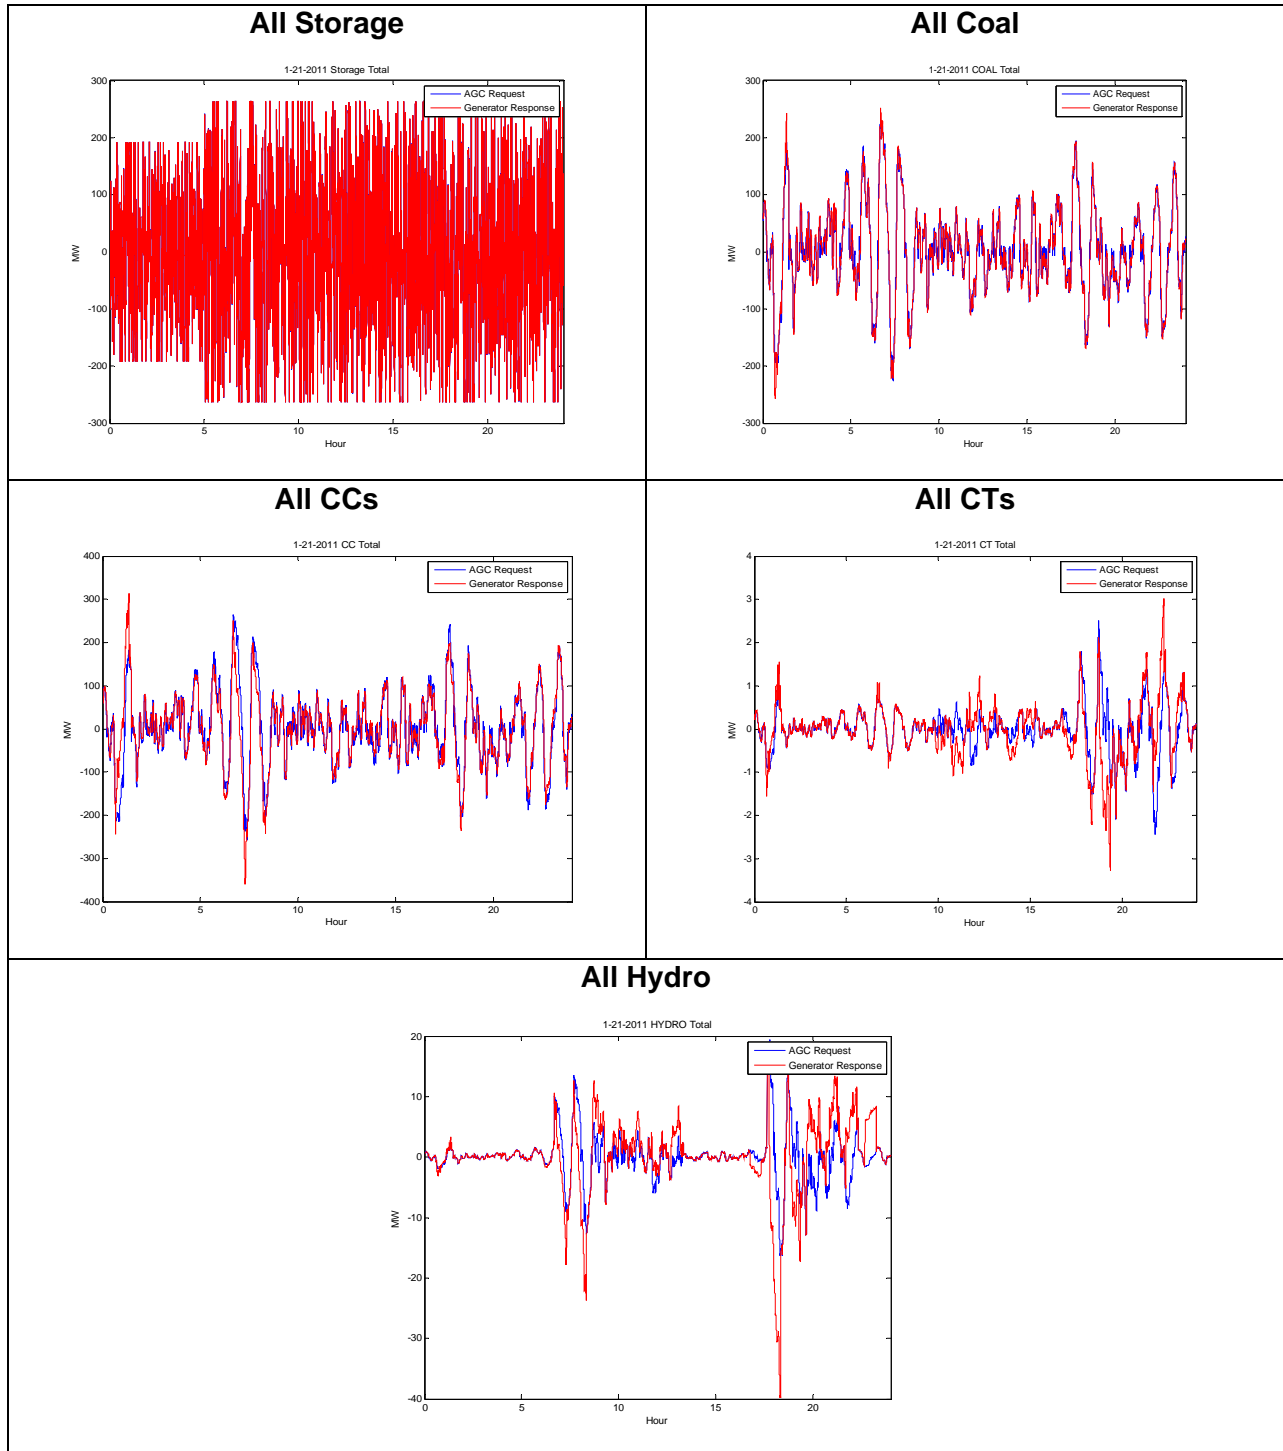 All Storage
1-21-2011 Storage Total
AGC Request
Generator Response
300
200
100
0
-100
-200
-300
MW
0 5 10 15 20
Hour
All Coal
1-21-2011 COAL Total
AGC Request
Generator Response
300
200
100
0
-100
-200
-300
MW
0 5 10 15 20
Hour
All CCs
1-21-2011 CC Total
AGC Request
Generator Response
400
300
200
100
0
-100
-200
-300
-400
MW
0 5 10 15 20
Hour
All CTs
1-21-2011 CT Total
AGC Request
Generator Response
4
3
2
1
0
-1
-2
-3
-4
MW
0 5 10 15 20
Hour
All Hydro
1-21-2011 HYDRO Total
AGC Request
Generator Response
20
10
0
-10
-20
-30
-40
MW
0 5 10 15 20
Hour